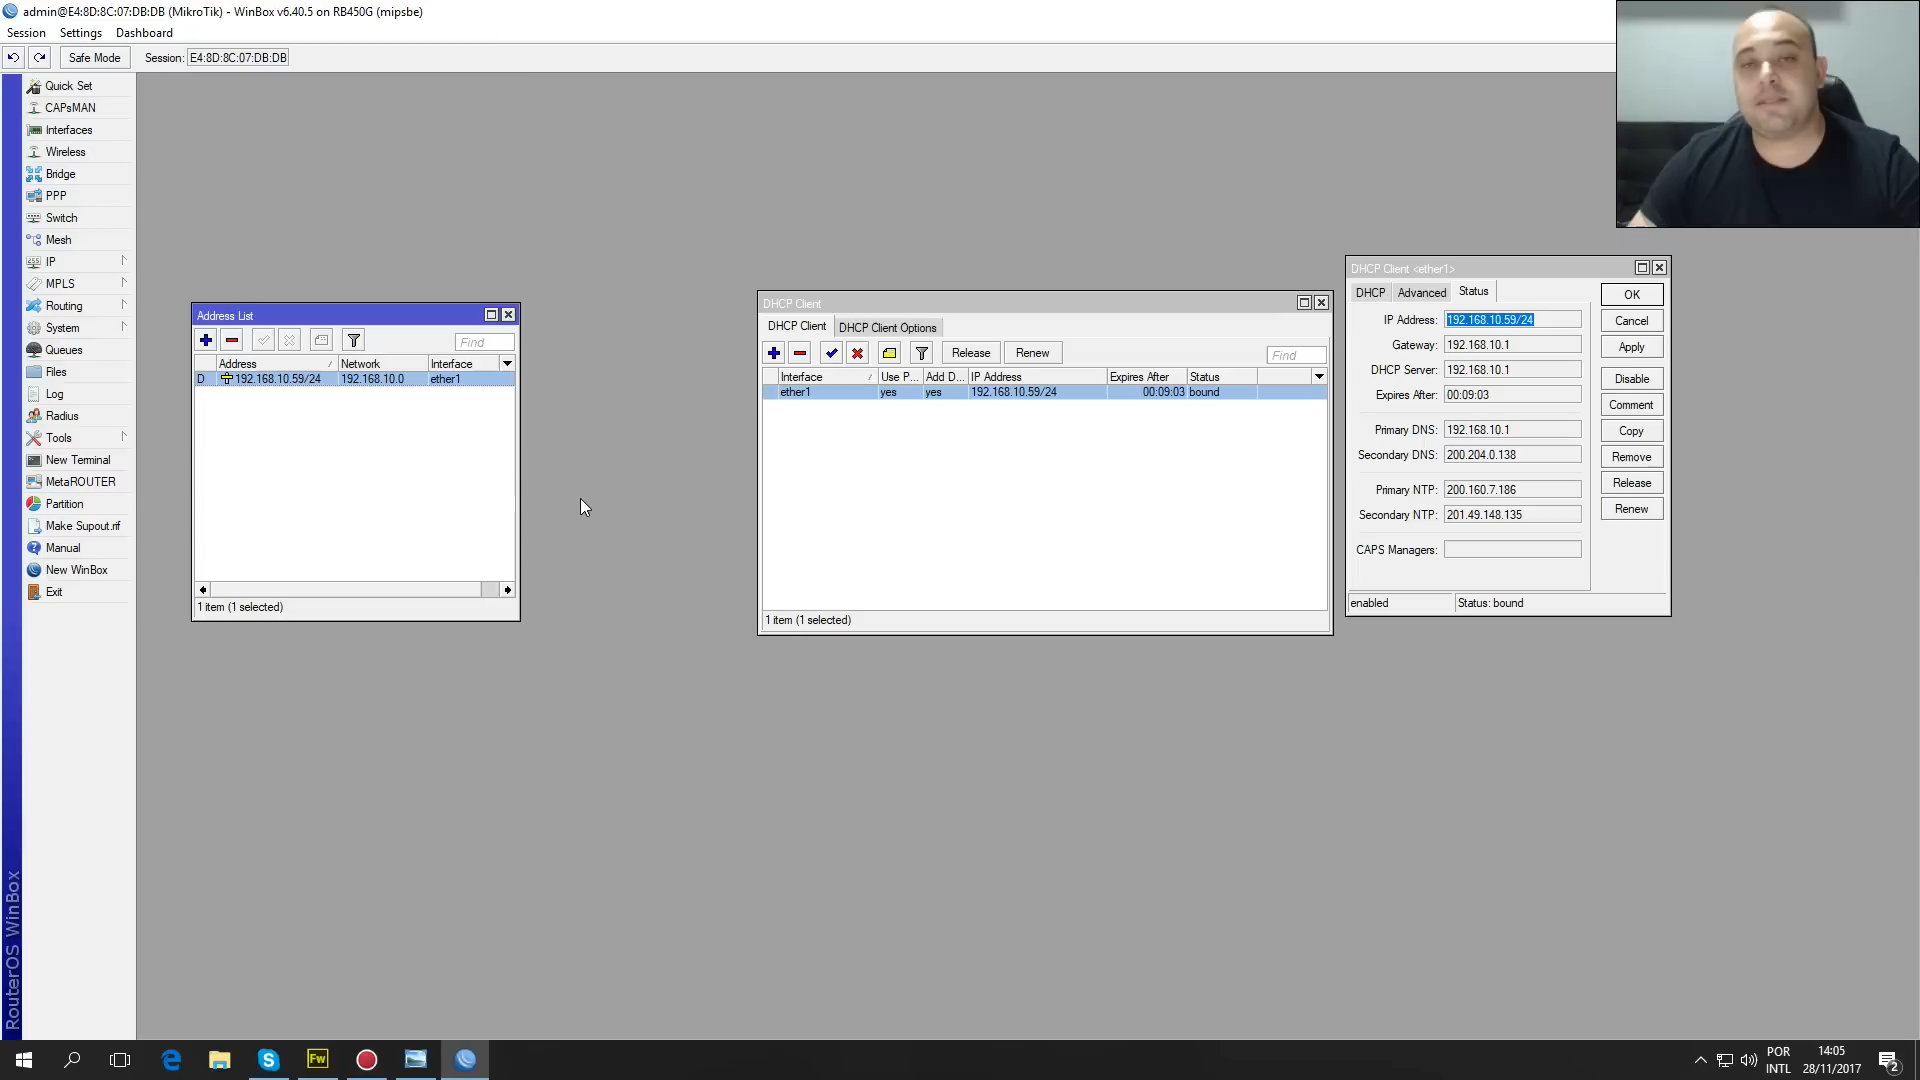 admin@E4:8D:8C:07:DB:DB (MikroTik) - WinBox v6.40.5 on RB450G (mipsbe)
Session Settings Dashboard
Safe Mode Session: E4:8D:8C:07:DB:DB
Quick Set
CAPsMAN
Interfaces
Wireless
Bridge
PPP
Switch
Mesh
IP
MPLS
Routing
System
Queues
Files
Log
Radius
Tools
New Terminal
MetaROUTER
Partition
Make Supout.rif
Manual
New WinBox
Exit
RouterOS WinBox
Address List
Find
Address Network Interface
D 192.168.10.59/24 192.168.10.0 ether1
1 item (1 selected)
DHCP Client
DHCP Client DHCP Client Options
Release Renew Find
Interface Use P... Add D... IP Address Expires After Status
ether1 yes yes 192.168.10.59/24 00:09:03 bound
1 item (1 selected)
DHCP Client <ether1>
DHCP Advanced Status
IP Address: 192.168.10.59/24
Gateway: 192.168.10.1
DHCP Server: 192.168.10.1
Expires After: 00:09:03
Primary DNS: 192.168.10.1
Secondary DNS: 200.204.0.138
Primary NTP: 200.160.7.186
Secondary NTP: 201.49.148.135
CAPS Managers:
OK
Cancel
Apply
Disable
Comment
Copy
Remove
Release
Renew
enabled Status: bound
Fw
POR
INTL
14:05
28/11/2017
2